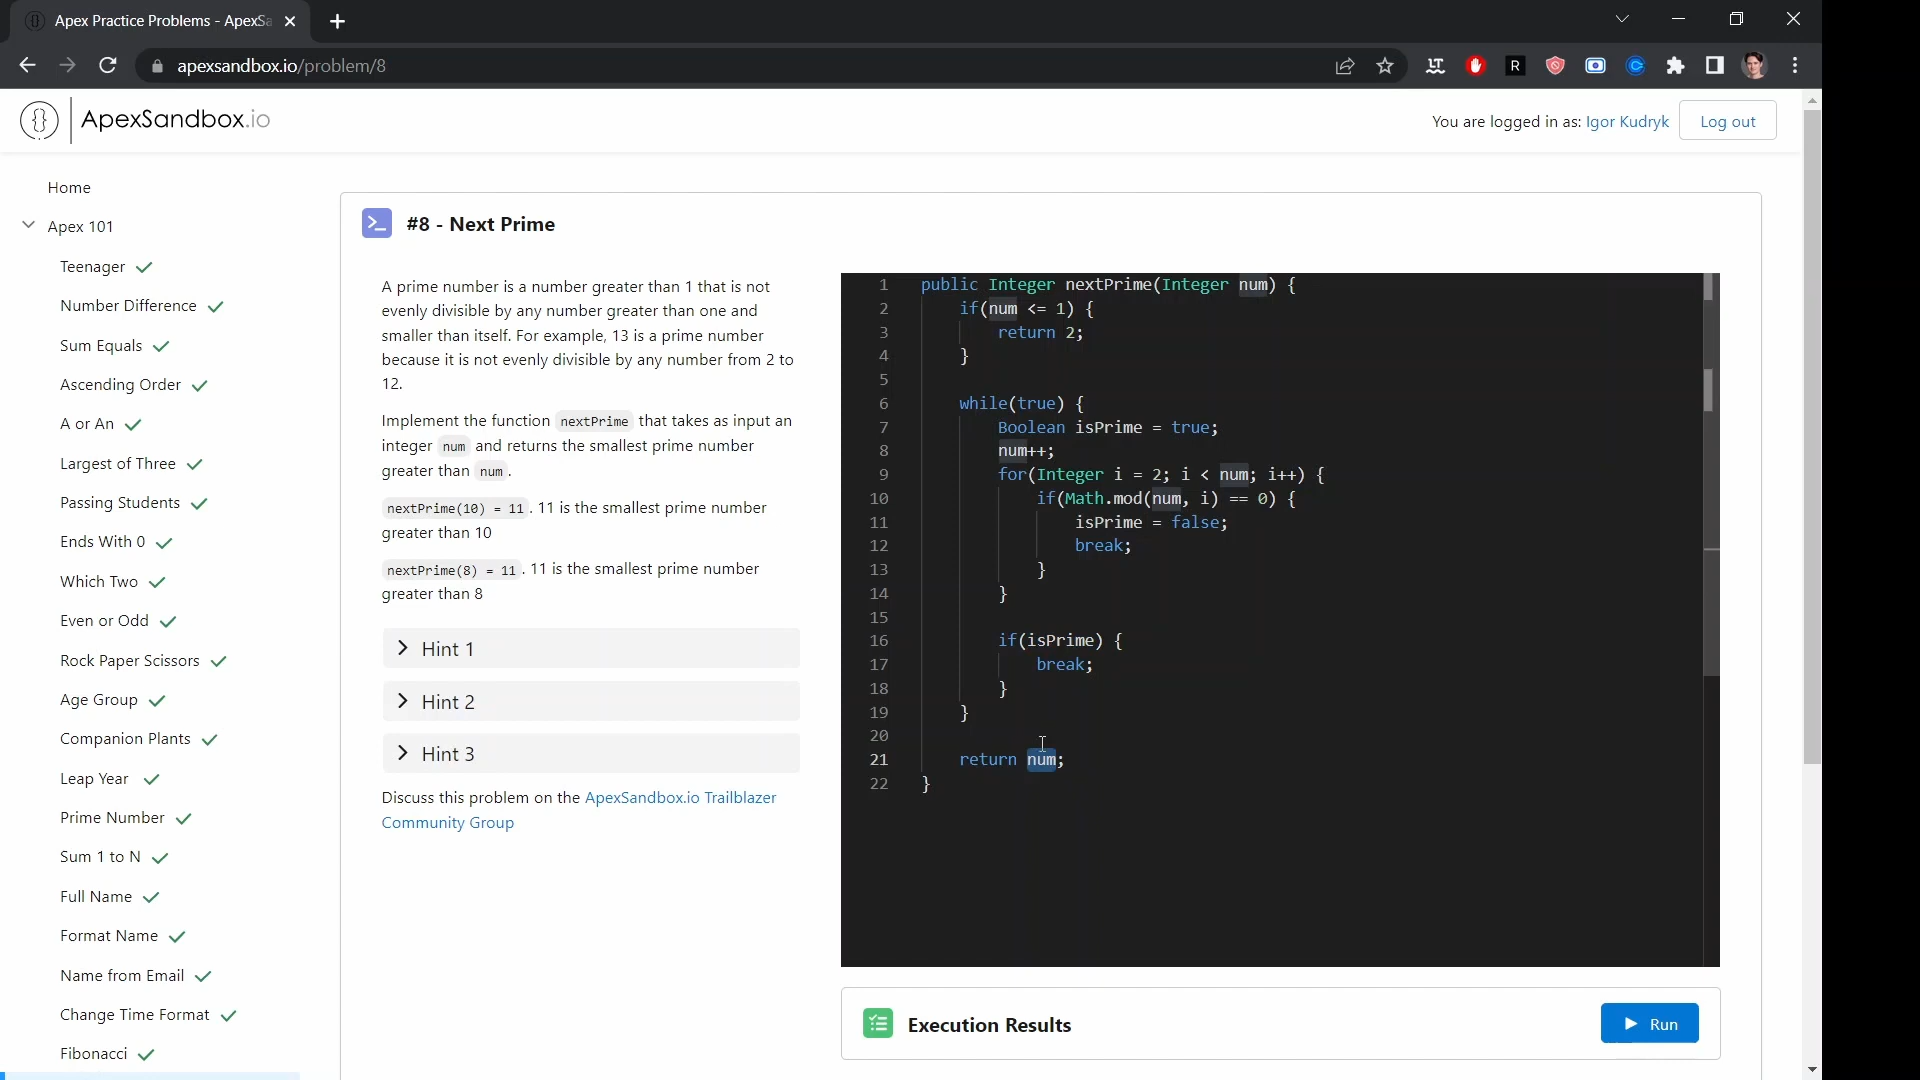 Apex Practice Problems - ApexSa
apexsandbox.io/problem/8
ApexSandbox.io
You are logged in as: Igor Kudryk
Log out
Home
Apex 101
Teenager
Number Difference
Sum Equals
Ascending Order
A or An
Largest of Three
Passing Students
Ends With 0
Which Two
Even or Odd
Rock Paper Scissors
Age Group
Companion Plants
Leap Year
Prime Number
Sum 1 to N
Full Name
Format Name
Name from Email
Change Time Format
Fibonacci
#8 - Next Prime
A prime number is a number greater than 1 that is not
evenly divisible by any number greater than one and
smaller than itself. For example, 13 is a prime number
because it is not evenly divisible by any number from 2 to
12.
Implement the function nextPrime that takes as input an
integer num and returns the smallest prime number
greater than num.
nextPrime(10) = 11. 11 is the smallest prime number
greater than 10
nextPrime(8) = 11. 11 is the smallest prime number
greater than 8
Hint 1
Hint 2
Hint 3
Discuss this problem on the ApexSandbox.io Trailblazer
Community Group
1 public Integer nextPrime(Integer num) {
2 if(num <= 1) {
3 return 2;
4 }
5
6 while(true) {
7 Boolean isPrime = true;
8 num++;
9 for(Integer i = 2; i < num; i++) {
10 if(Math.mod(num, i) == 0) {
11 isPrime = false;
12 break;
13 }
14 }
15
16 if(isPrime) {
17 break;
18 }
19 }
20
21 return num;
22 }
Execution Results
Run